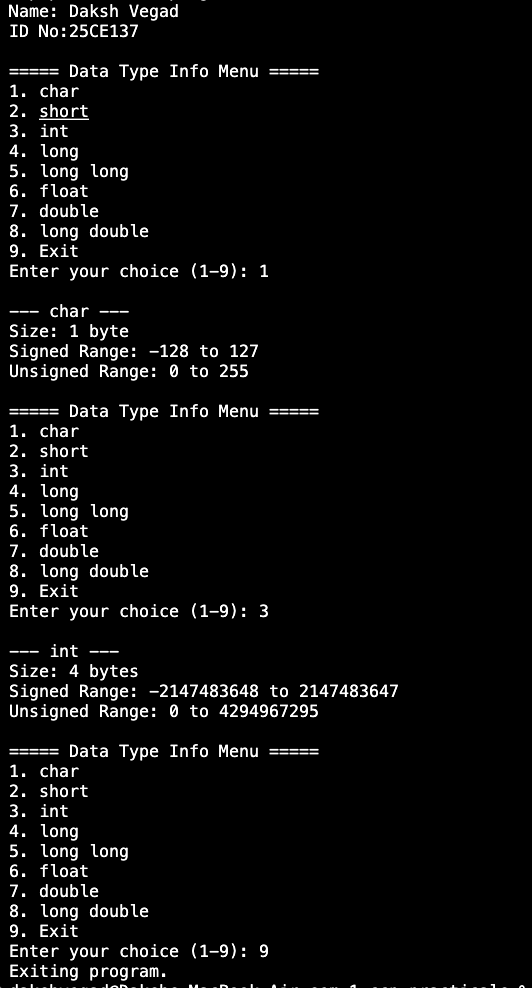 Name: Daksh Vegad
ID No:25CE137
===== Data Type Info Menu =====
1. char
2. short
3. int
4. long
5. long long
6. float
7. double
8. long double
9. Exit
Enter your choice (1-9): 1
--- char ---
Size: 1 byte
Signed Range: -128 to 127
Unsigned Range: 0 to 255
===== Data Type Info Menu =====
1. char
2. short
3. int
4. long
5. long long
6. float
7. double
8. long double
9. Exit
Enter your choice (1-9): 3
--- int ---
Size: 4 bytes
Signed Range: -2147483648 to 2147483647
Unsigned Range: 0 to 4294967295
===== Data Type Info Menu =====
1. char
2. short
3. int
4. long
5. long long
6. float
7. double
8. long double
9. Exit
Enter your choice (1-9): 9
Exiting program.